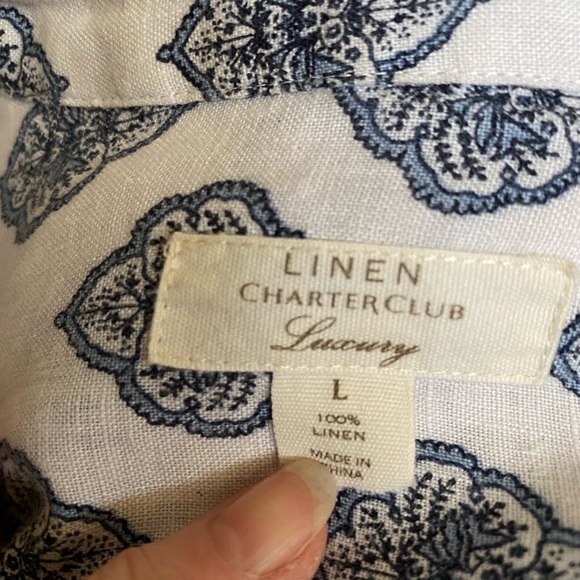 LINEN
CHARTER CLUB
Luxury
L
100%
LINEN
MADE IN
CHINA